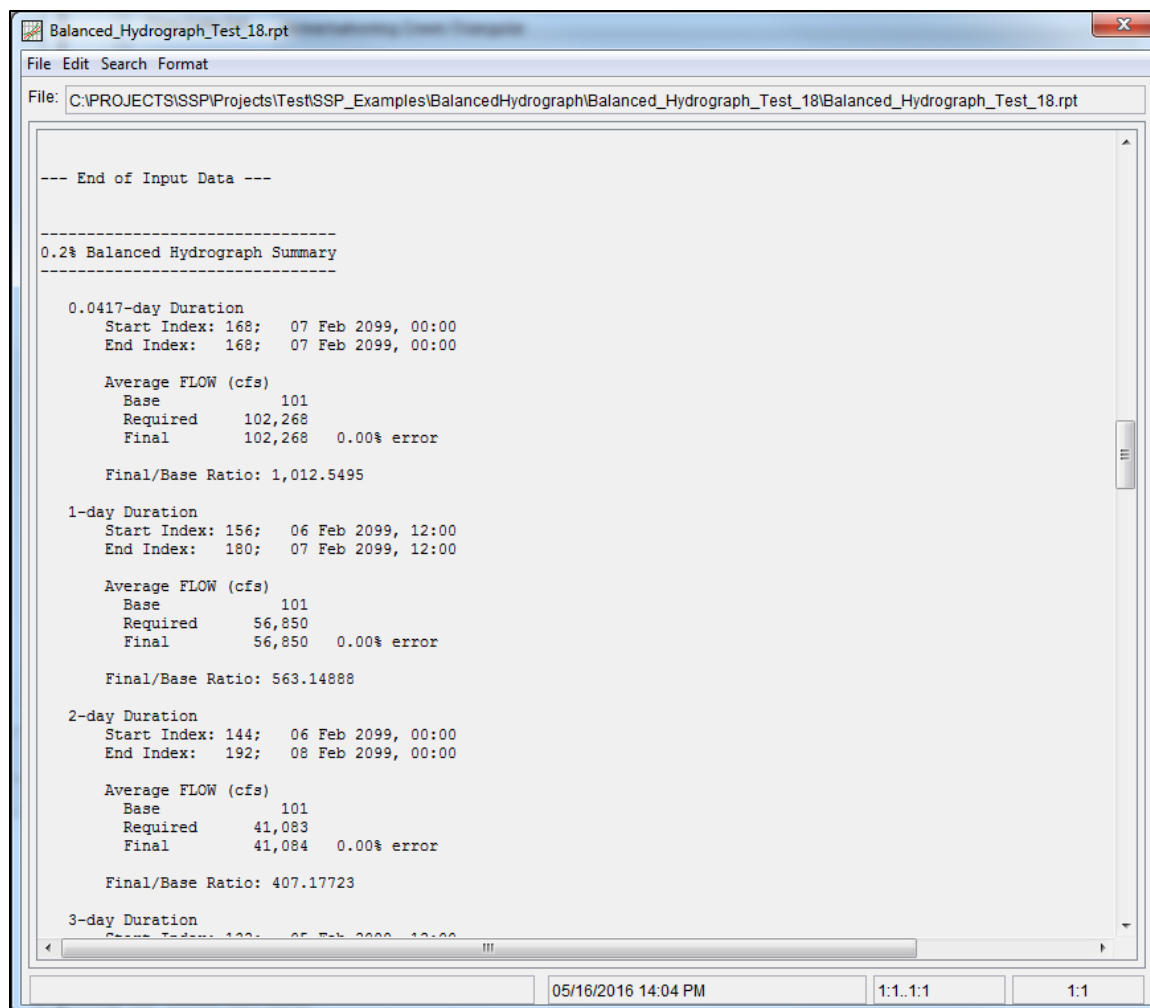 Balanced_Hydrograph_Test_18.rpt
File Edit Search Format
File: C:\PROJECTS\SSP\Projects\Test\SSP_Examples\BalancedHydrograph\Balanced_Hydrograph_Test_18\Balanced_Hydrograph_Test_18.rpt
--- End of Input Data ---
--------------------------------
0.2% Balanced Hydrograph Summary
--------------------------------
0.0417-day Duration
Start Index: 168; 07 Feb 2099, 00:00
End Index: 168; 07 Feb 2099, 00:00
Average FLOW (cfs)
Base 101
Required 102,268
Final 102,268 0.00% error
Final/Base Ratio: 1,012.5495
1-day Duration
Start Index: 156; 06 Feb 2099, 12:00
End Index: 180; 07 Feb 2099, 12:00
Average FLOW (cfs)
Base 101
Required 56,850
Final 56,850 0.00% error
Final/Base Ratio: 563.14888
2-day Duration
Start Index: 144; 06 Feb 2099, 00:00
End Index: 192; 08 Feb 2099, 00:00
Average FLOW (cfs)
Base 101
Required 41,083
Final 41,084 0.00% error
Final/Base Ratio: 407.17723
3-day Duration
05/16/2016 14:04 PM 1:1..1:1 1:1